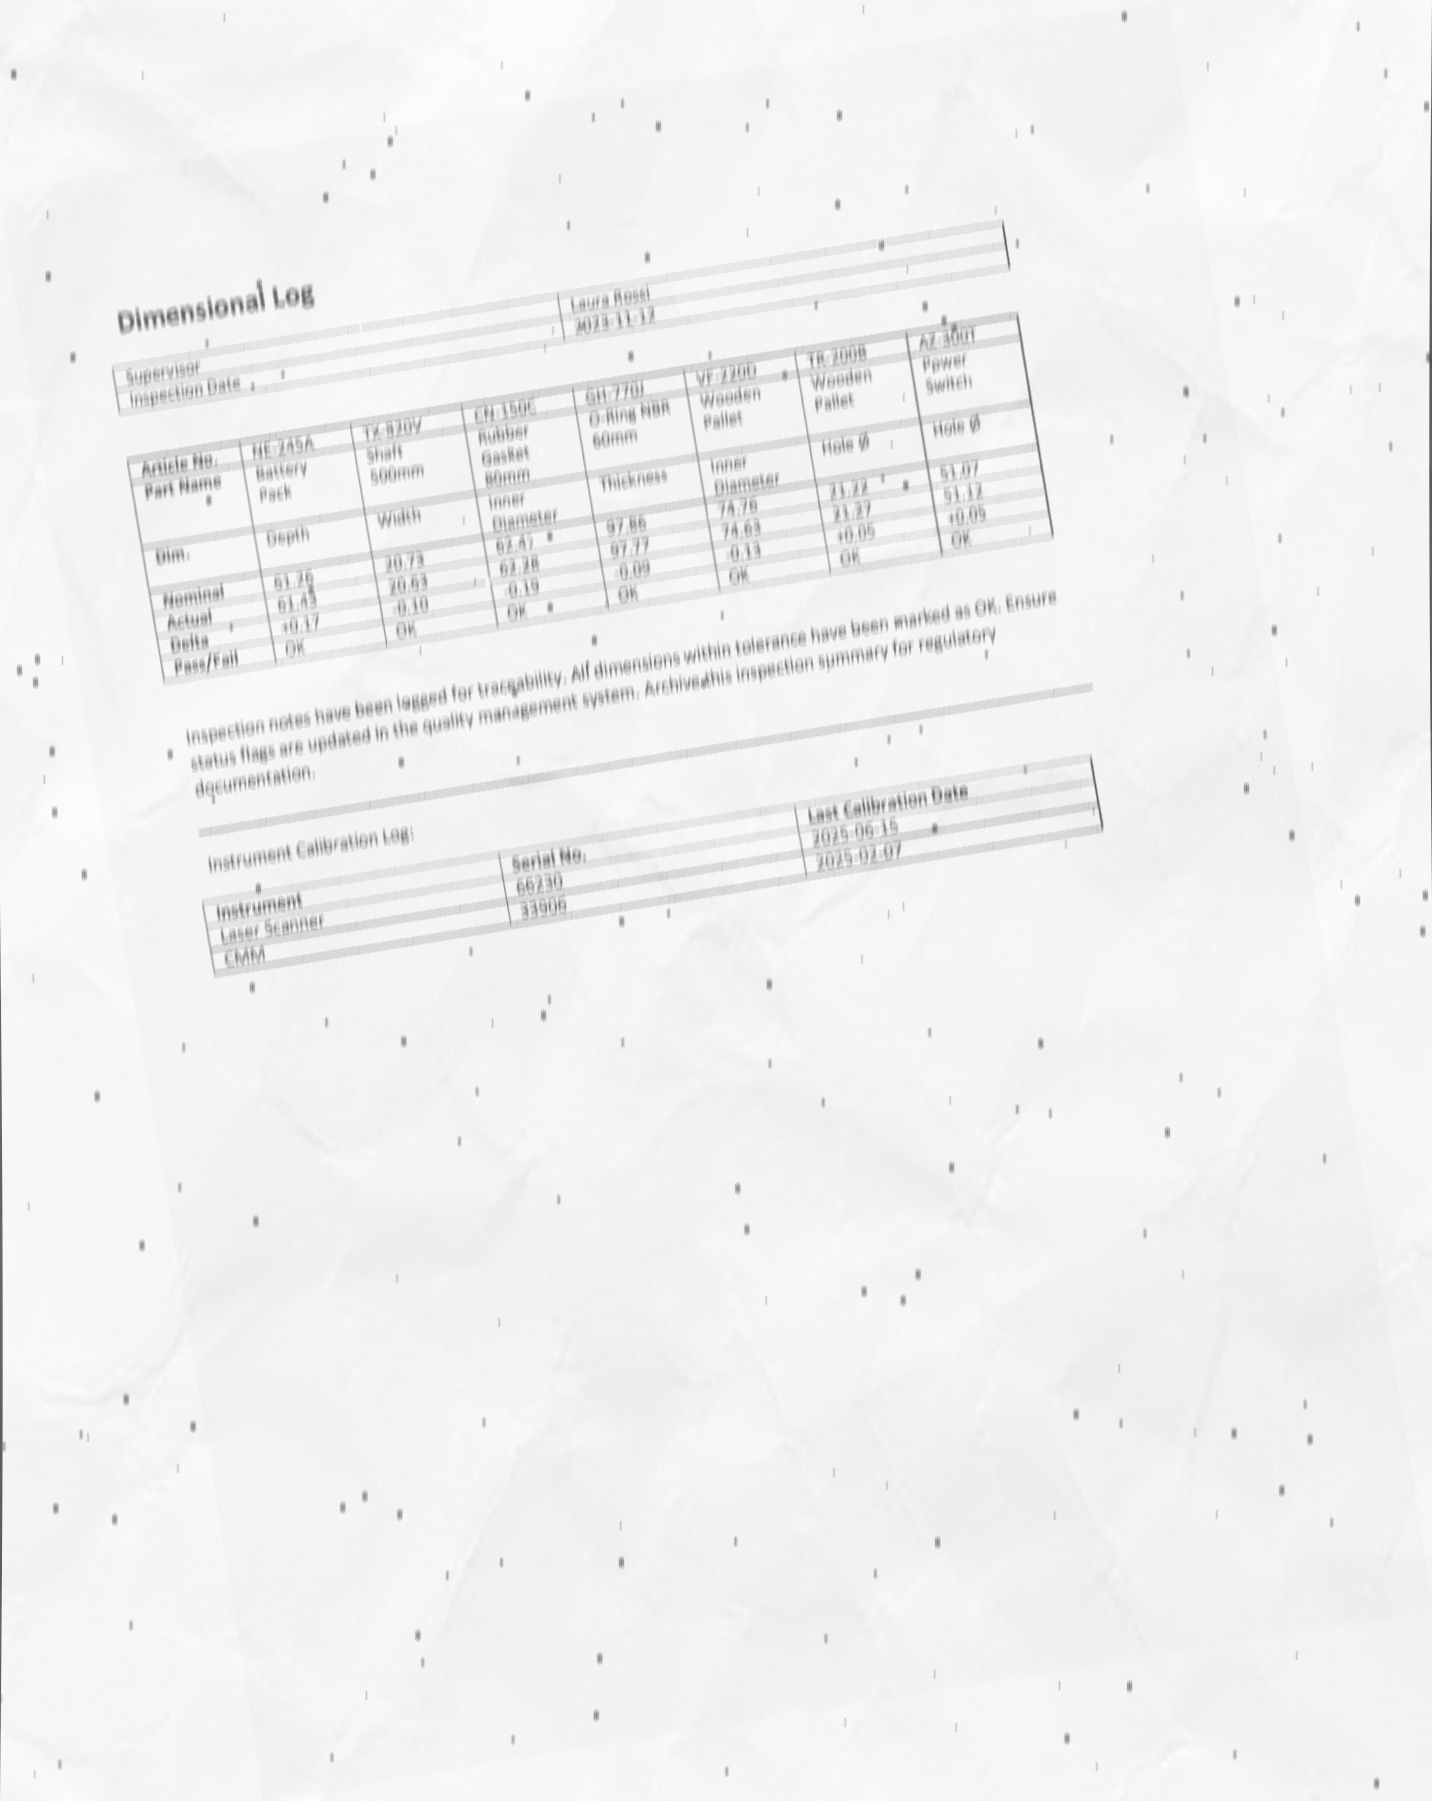 Dimensional Log
Supervisor Laura Rossi
Inspection Date 2023-11-12
Article No. NE-245A TX-820V CN-150C GH-770J VF-220D TR-200B AZ-300T
Part Name Battery Pack Shaft 500mm Rubber Gasket 80mm O-Ring NBR 60mm Wooden Pallet Wooden Pallet Power Switch
Dim. Depth Width Inner Diameter Thickness Inner Diameter Hole Ø Hole Ø
Nominal 61.26 20.73 62.47 97.86 74.76 21.22 51.07
Actual 61.43 20.63 62.28 97.77 74.63 21.27 51.12
Delta +0.17 -0.10 -0.19 -0.09 -0.13 +0.05 +0.05
Pass/Fail OK OK OK OK OK OK OK
Inspection notes have been logged for traceability. All dimensions within tolerance have been marked as OK. Ensure
status flags are updated in the quality management system. Archive this inspection summary for regulatory
documentation.
Instrument Calibration Log:
Instrument Serial No. Last Calibration Date
Laser Scanner 66230 2025-06-15
CMM 33906 2025-02-07